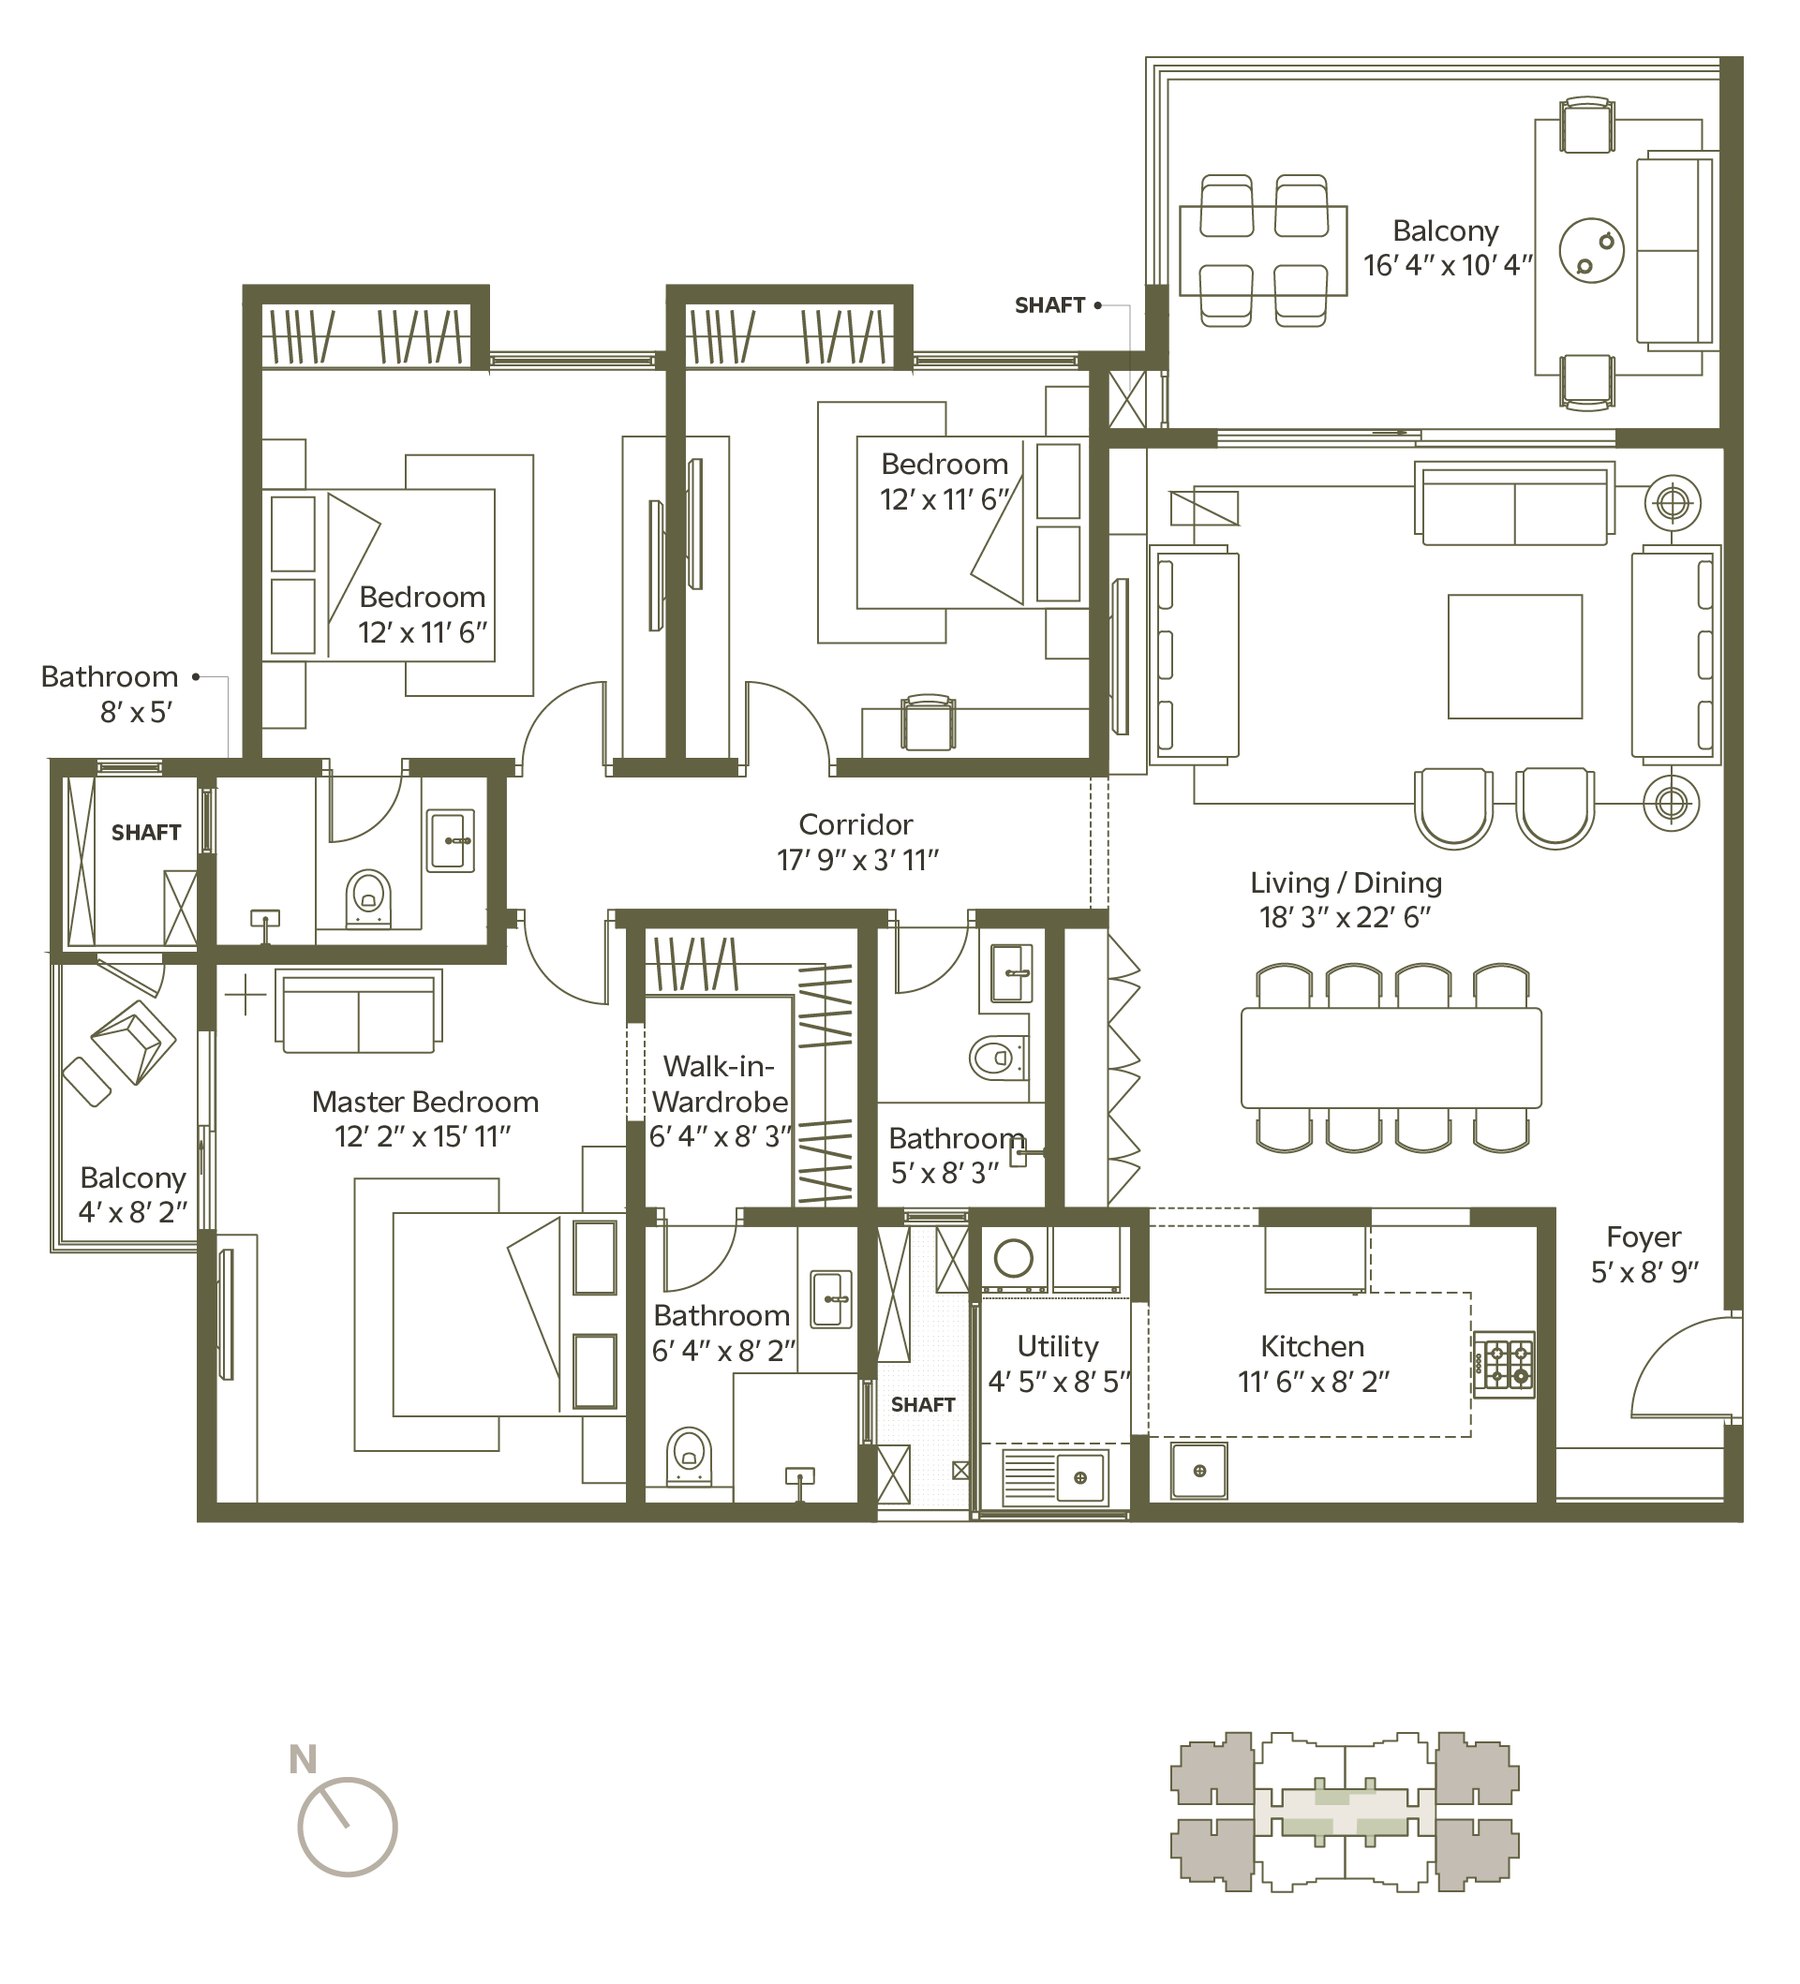 Balcony
16′ 4″ x 10′ 4″
SHAFT
Bedroom
12′ x 11′ 6″
Bedroom
12′ x 11′ 6″
Bathroom
8′ x 5′
SHAFT
Corridor
17′ 9″ x 3′ 11″
Living / Dining
18′ 3″ x 22′ 6″
Walk-in-
Wardrobe
6′ 4″ x 8′ 3″
Master Bedroom
12′ 2″ x 15′ 11″
Bathroom
5′ x 8′ 3″
Balcony
4′ x 8′ 2″
Foyer
5′ x 8′ 9″
Bathroom
6′ 4″ x 8′ 2″
Utility
4′ 5″ x 8′ 5″
Kitchen
11′ 6″ x 8′ 2″
SHAFT
N